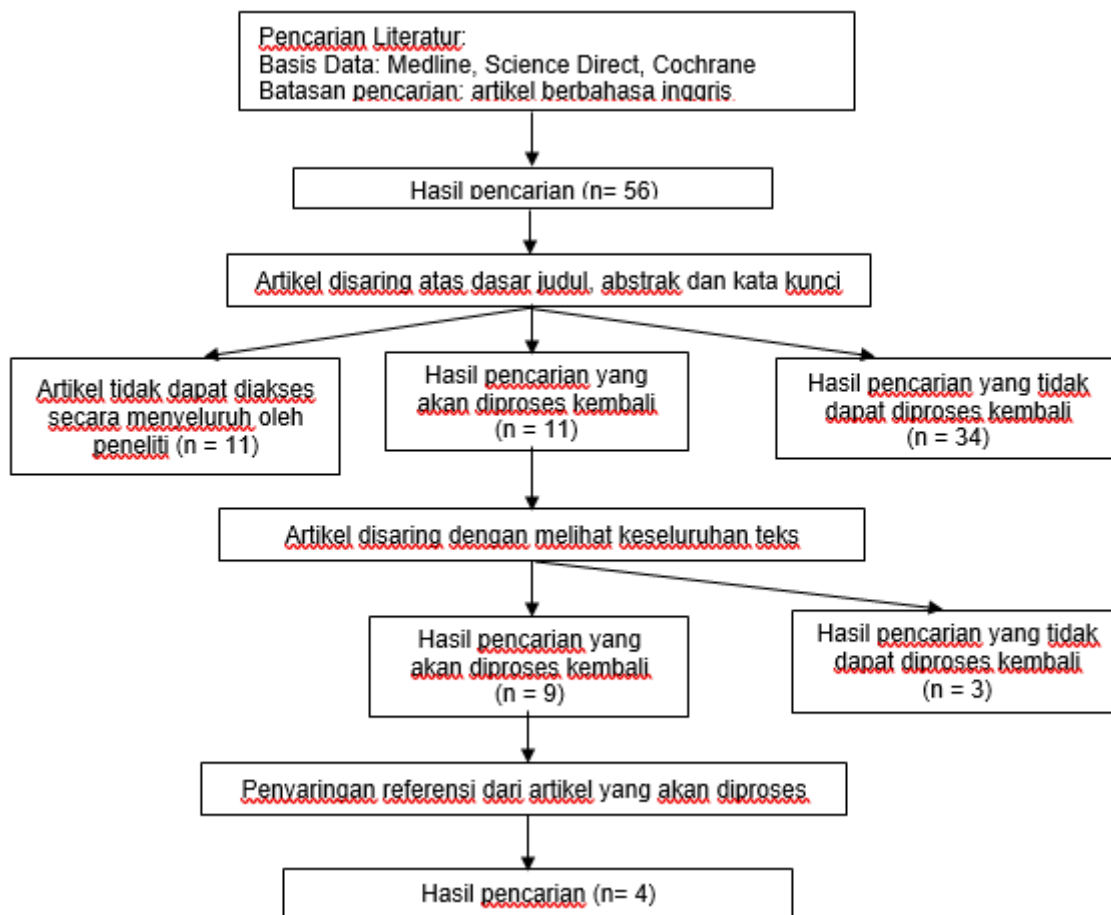 Pencarian Literatur:
Basis Data: Medline, Science Direct, Cochrane
Batasan pencarian: artikel berbahasa inggris
Hasil pencarian (n= 56)
Artikel disaring atas dasar judul, abstrak dan kata kunci
Artikel tidak dapat diakses
secara menyeluruh oleh
peneliti (n = 11)
Hasil pencarian yang
akan diproses kembali
(n = 11)
Hasil pencarian yang tidak
dapat diproses kembali
(n = 34)
Artikel disaring dengan melihat keseluruhan teks
Hasil pencarian yang
akan diproses kembali
(n = 9)
Hasil pencarian yang tidak
dapat diproses kembali
(n = 3)
Penyaringan referensi dari artikel yang akan diproses
Hasil pencarian (n= 4)